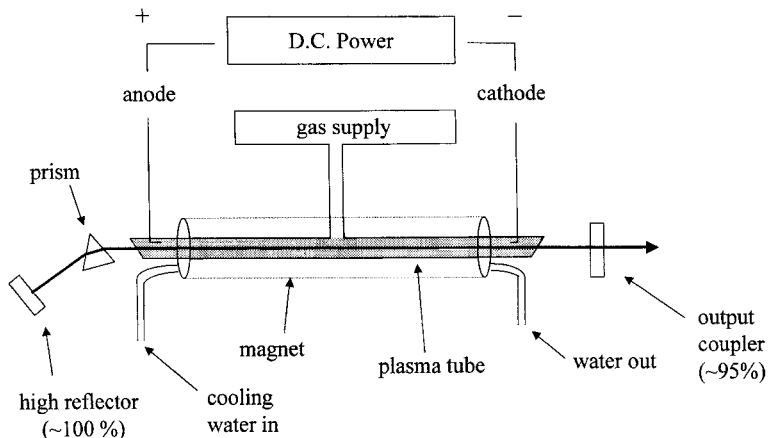 + −
D.C. Power
anode
cathode
gas supply
prism
magnet
plasma tube
water out
output
coupler
(~95%)
cooling
water in
high reflector
(~100 %)